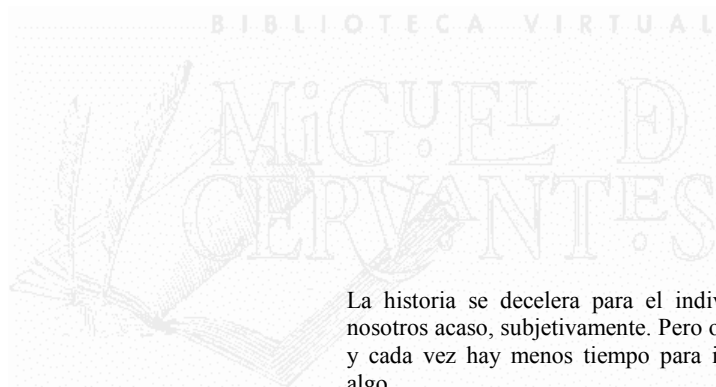 BIBLIOTECA VIRTUAL
MiGUEL DE
CERVANTES
La historia se decelera para el
nosotros acaso, subjetivamente. Pero
y cada vez hay menos tiempo para
algo